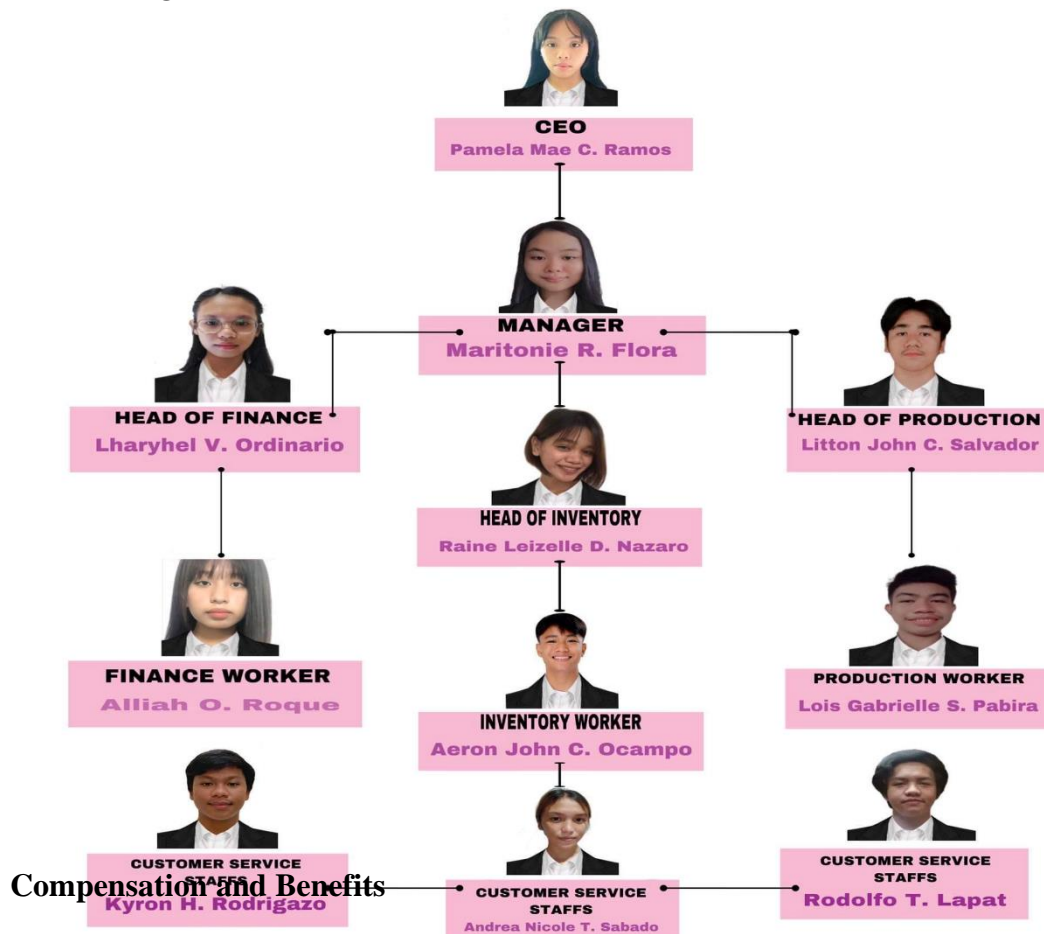 CEO
Pamela Mae C. Ramos
MANAGER
Maritonie R. Flora
HEAD OF FINANCE
Lharyhel V. Ordinario
HEAD OF PRODUCTION
Litton John C. Salvador
HEAD OF INVENTORY
Raine Leizelle D. Nazaro
FINANCE WORKER
Alliah O. Roque
PRODUCTION WORKER
Lois Gabrielle S. Pabira
INVENTORY WORKER
Aeron John C. Ocampo
CUSTOMER SERVICE
STAFFS
Kyron H. Rodrigazo
CUSTOMER SERVICE
STAFFS
Andrea Nicole T. Sabado
CUSTOMER SERVICE
STAFFS
Rodolfo T. Lapat
Compensation and Benefits